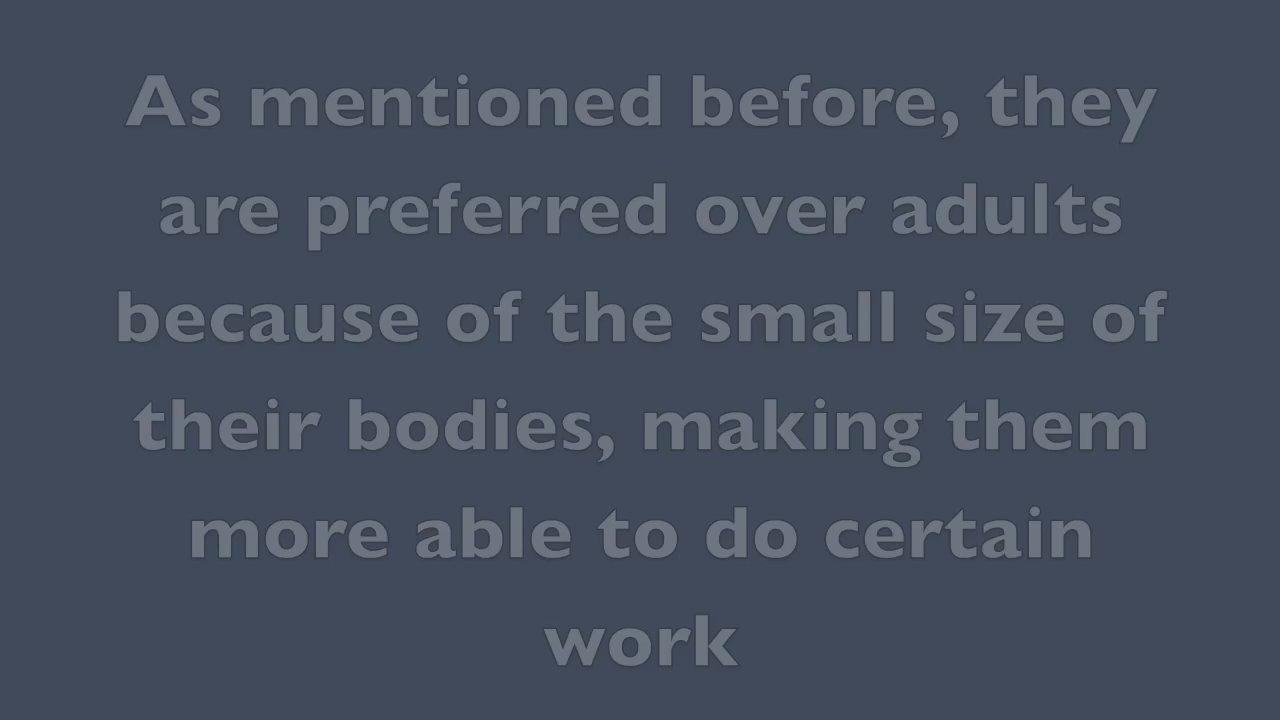 As mentioned before, they
are preferred over adults
because of the small size of
their bodies, making them
more able to do certain
work